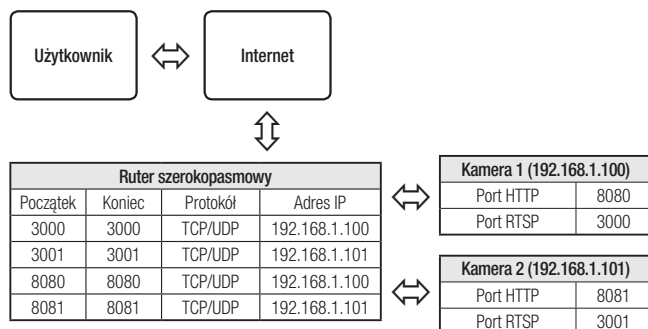 Użytkownik
Internet
Ruter szerokopasmowy
Początek Koniec Protokół Adres IP
3000 3000 TCP/UDP 192.168.1.100
3001 3001 TCP/UDP 192.168.1.101
8080 8080 TCP/UDP 192.168.1.100
8081 8081 TCP/UDP 192.168.1.101
Kamera 1 (192.168.1.100)
Port HTTP 8080
Port RTSP 3000
Kamera 2 (192.168.1.101)
Port HTTP 8081
Port RTSP 3001